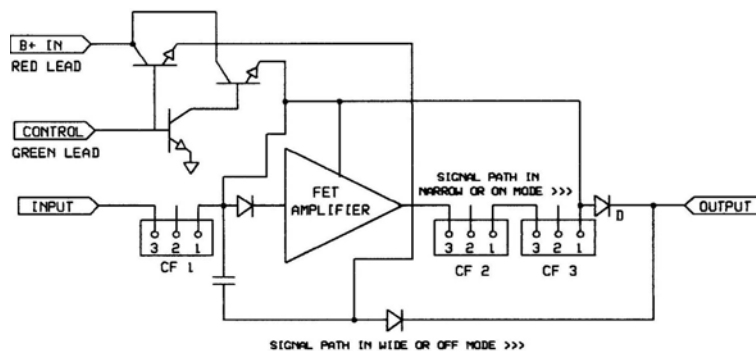 B+ IN
RED LEAD
CONTROL
GREEN LEAD
INPUT
3 2 1
CF 1
FET
AMPLIFIER
SIGNAL PATH IN
NARROW OR ON MODE >>>
3 2 1
CF 2
3 2 1
CF 3
D
OUTPUT
SIGNAL PATH IN WIDE OR OFF MODE >>>